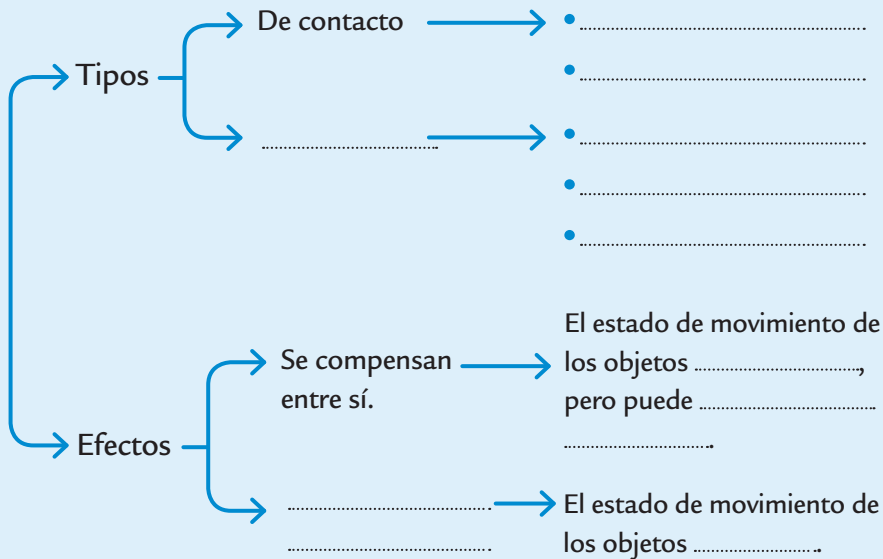 De contacto
Tipos
El estado de movimiento de
Se compensan
los objetos ...................................,
entre sí.
pero puede ....................................
...............................
Efectos
El estado de movimiento de
los objetos ...........................